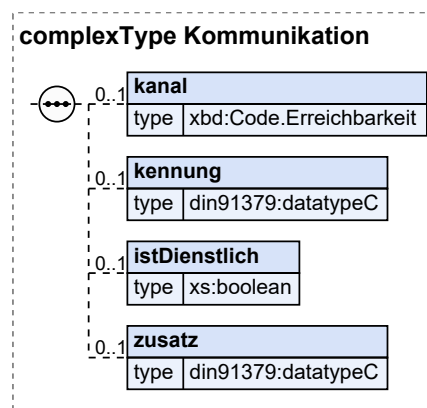 complexType Kommunikation
0..1 kanal
type xbd:Code.Erreichbarkeit
0..1 kennung
type din91379:datatypeC
0..1 istDienstlich
type xs:boolean
0..1 zusatz
type din91379:datatypeC